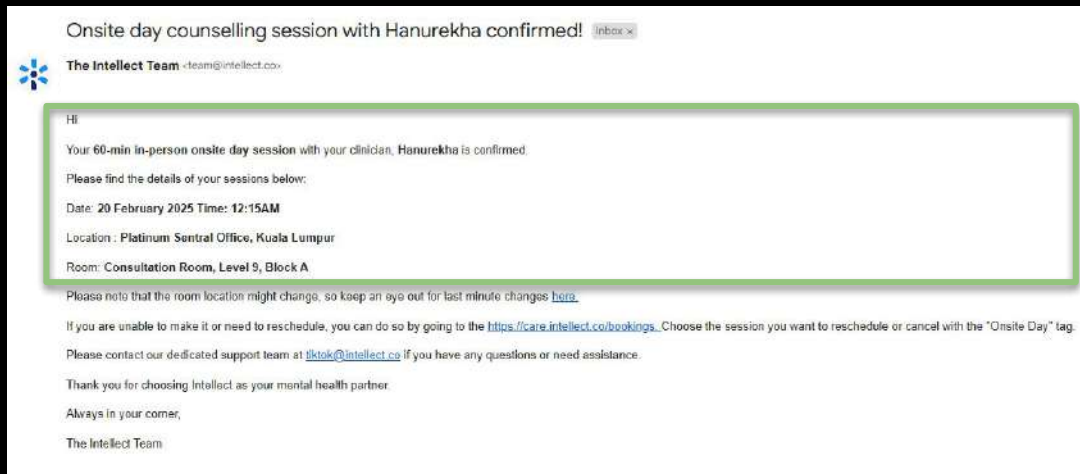 Onsite day counselling session with Hanurekha confirmed! Inbox x
The Intellect Team <team@intellect.co>
Hi
Your 60-min in-person onsite day session with your clinician, Hanurekha is confirmed.
Please find the details of your sessions below:
Date: 20 February 2025 Time: 12:15AM
Location : Platinum Sentral Office, Kuala Lumpur
Room: Consultation Room, Level 9, Block A
Please note that the room location might change, so keep an eye out for last minute changes here.
If you are unable to make it or need to reschedule, you can do so by going to the https://care.intellect.co/bookings. Choose the session you want to reschedule or cancel with the "Onsite Day" tag.
Please contact our dedicated support team at tiktok@intellect.co if you have any questions or need assistance.
Thank you for choosing Intellect as your mental health partner.
Always in your corner,
The Intellect Team